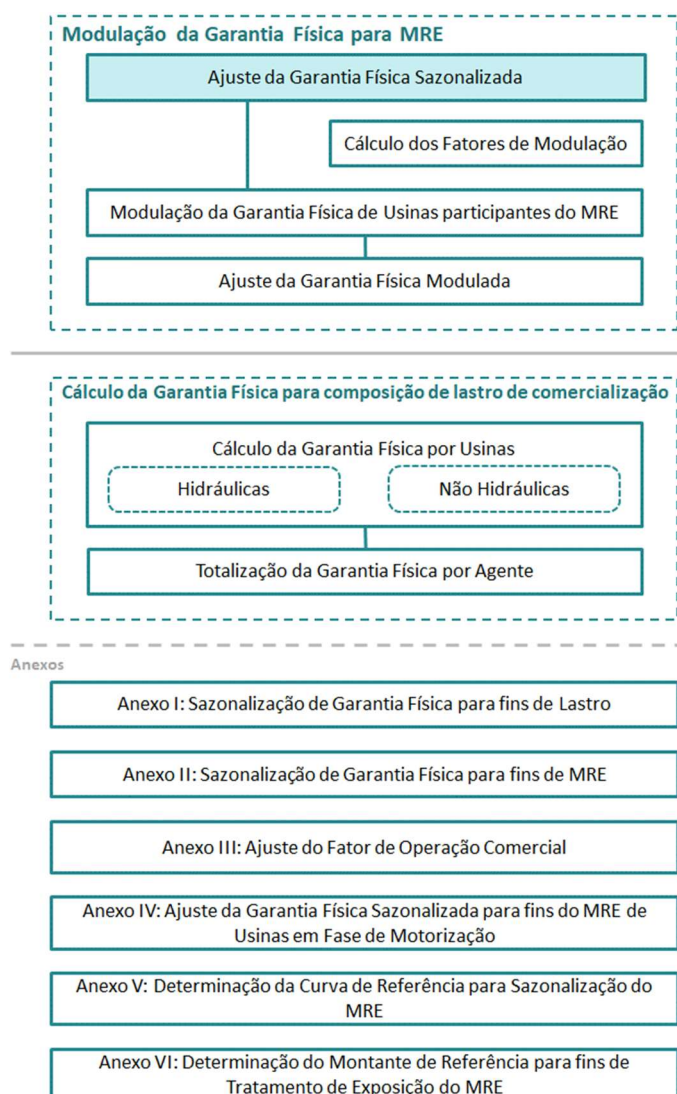 Modulação da Garantia Física para MRE
Ajuste da Garantia Física Sazonalizada
Cálculo dos Fatores de Modulação
Modulação da Garantia Física de Usinas participantes do MRE
Ajuste da Garantia Física Modulada
Cálculo da Garantia Física para composição de lastro de comercialização
Cálculo da Garantia Física por Usinas
Hidráulicas
Não Hidráulicas
Totalização da Garantia Física por Agente
Anexos
Anexo I: Sazonalização de Garantia Física para fins de Lastro
Anexo II: Sazonalização de Garantia Física para fins de MRE
Anexo III: Ajuste do Fator de Operação Comercial
Anexo IV: Ajuste da Garantia Física Sazonalizada para fins do MRE de
Usinas em Fase de Motorização
Anexo V: Determinação da Curva de Referência para Sazonalização do
MRE
Anexo VI: Determinação do Montante de Referência para fins de
Tratamento de Exposição do MRE